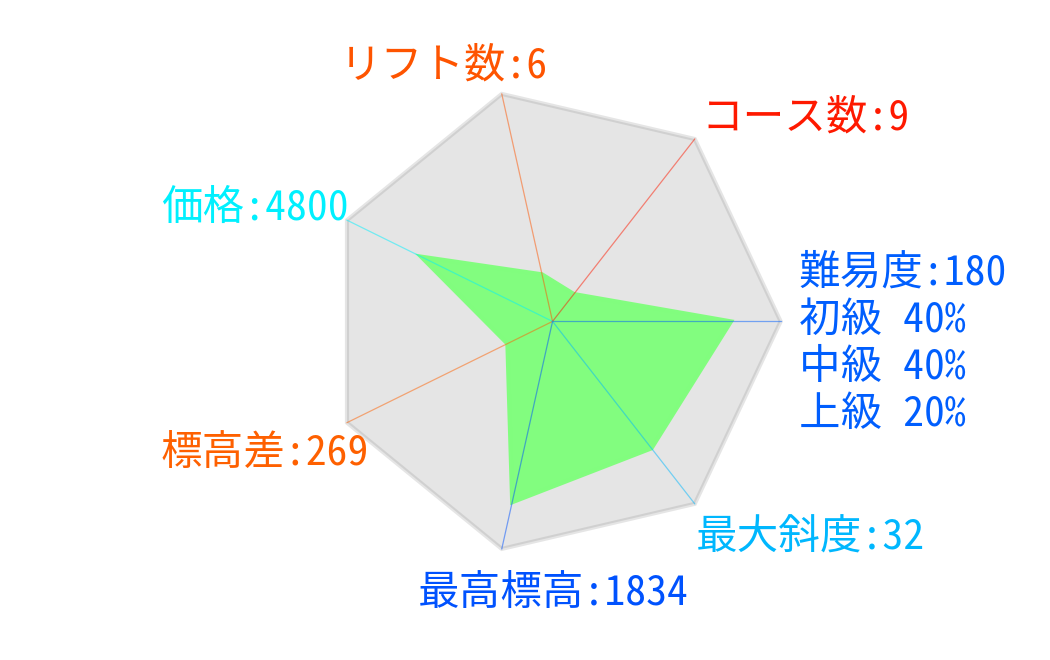 リフト数:6
コース数:9
価格:4800
難易度:180
初級 40%
中級 40%
上級 20%
標高差:269
最大斜度:32
最高標高:1834